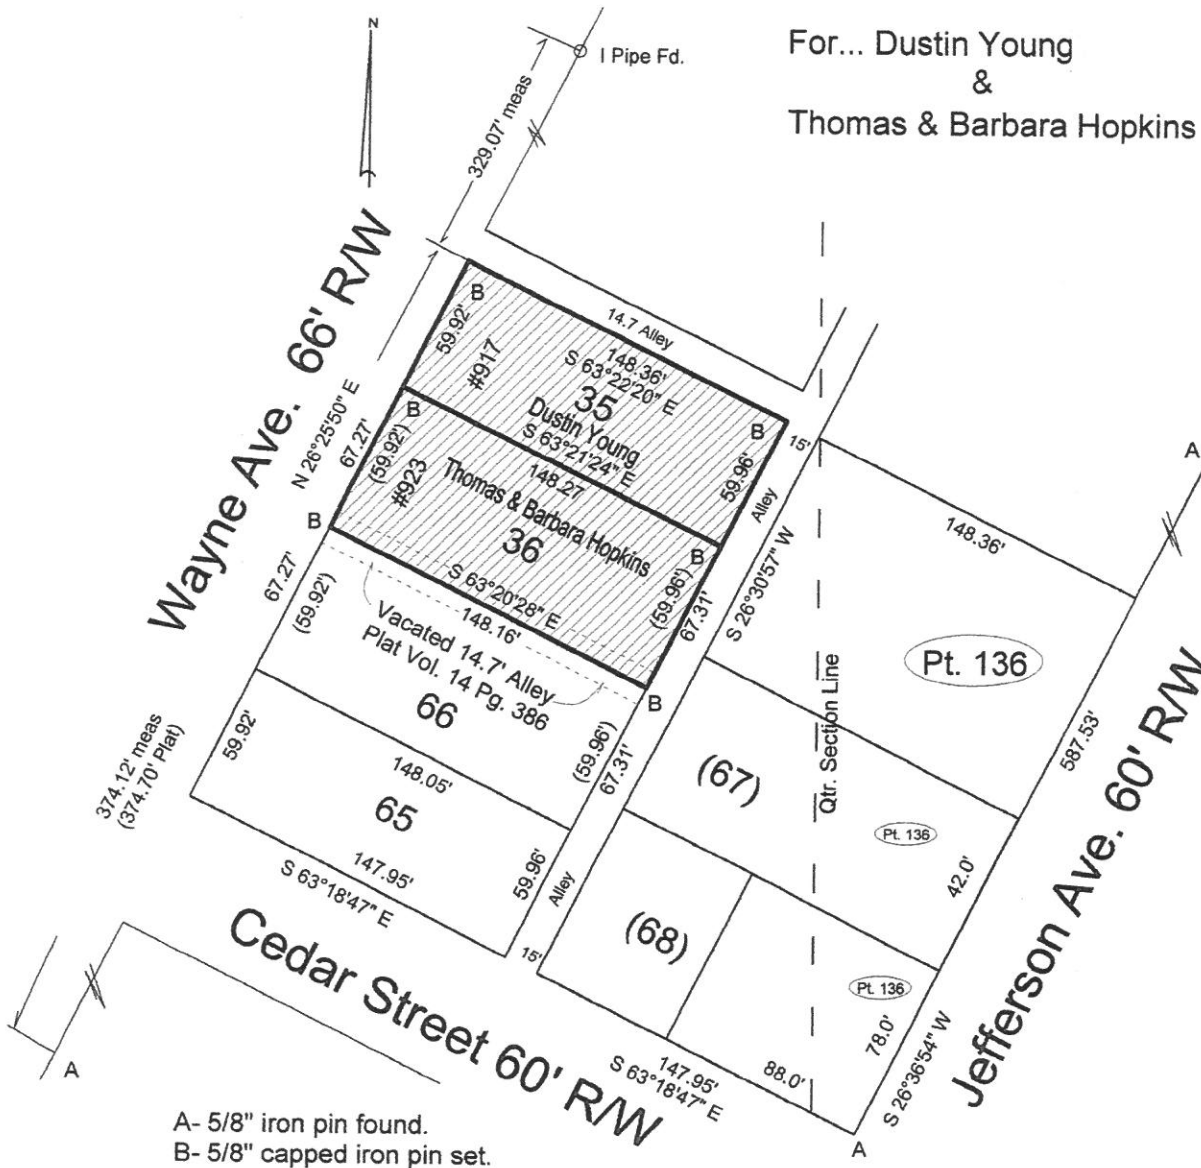 N
I Pipe Fd.
For... Dustin Young
&
Thomas & Barbara Hopkins
329.07' meas
Wayne Ave. 66' R/W
14.7 Alley
B
59.92'
#917
148.36'
S 63°22'20" E
35
Dustin Young
S 63°21'24" E
B
59.96'
15'
Alley
A
N 26°25'50" E
67.27'
B
(59.92')
#923
148.27
Thomas & Barbara Hopkins
36
B
(59.96')
67.31'
S 26°30'57" W
148.36'
B
S 63°20'28" E
148.16'
B
67.27'
(59.92')
Vacated 14.7' Alley
Plat Vol. 14 Pg. 386
66
(59.96')
67.31'
Qtr. Section Line
Pt. 136
587.53'
Jefferson Ave. 60' R/W
374.12' meas
(374.70' Plat)
59.92'
148.05'
65
59.96'
147.95'
S 63°18'47" E
Alley
15'
(67)
Pt. 136
42.0'
(68)
Pt. 136
78.0'
S 26°36'54" W
Cedar Street 60' R/W
147.95'
S 63°18'47" E
88.0'
A
A
A- 5/8" iron pin found.
B- 5/8" capped iron pin set.